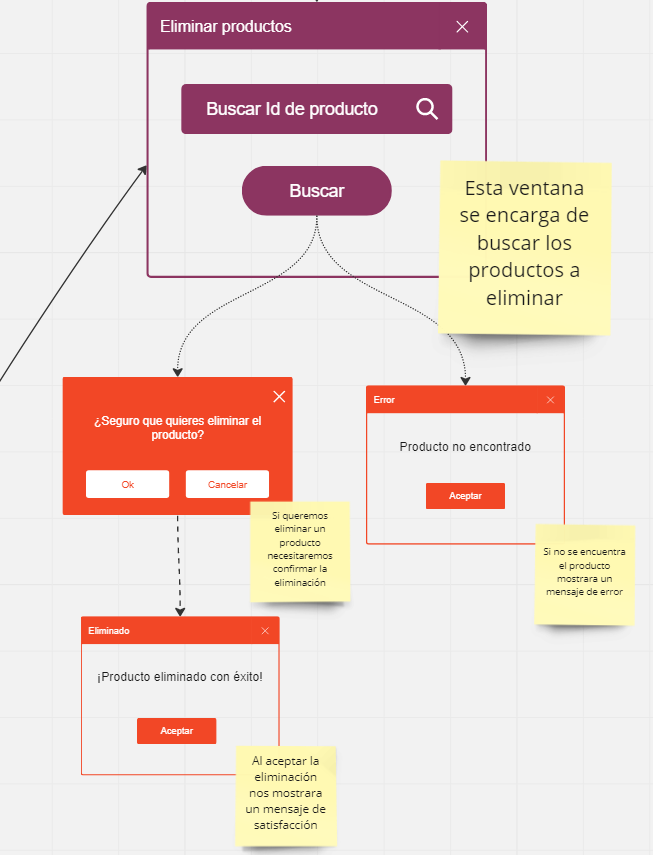 Eliminar productos
Buscar Id de producto
Buscar
Esta ventana
se encarga de
buscar los
productos a
eliminar
¿Seguro que quieres eliminar el
producto?
Ok
Cancelar
Si queremos
eliminar un
producto
necesitaremos
confirmar la
eliminación
Error
Producto no encontrado
Aceptar
Si no se encuentra
el producto
mostrara un
mensaje de error
Eliminado
¡Producto eliminado con éxito!
Aceptar
Al aceptar la
eliminación
nos mostrara
un mensaje de
satisfacción